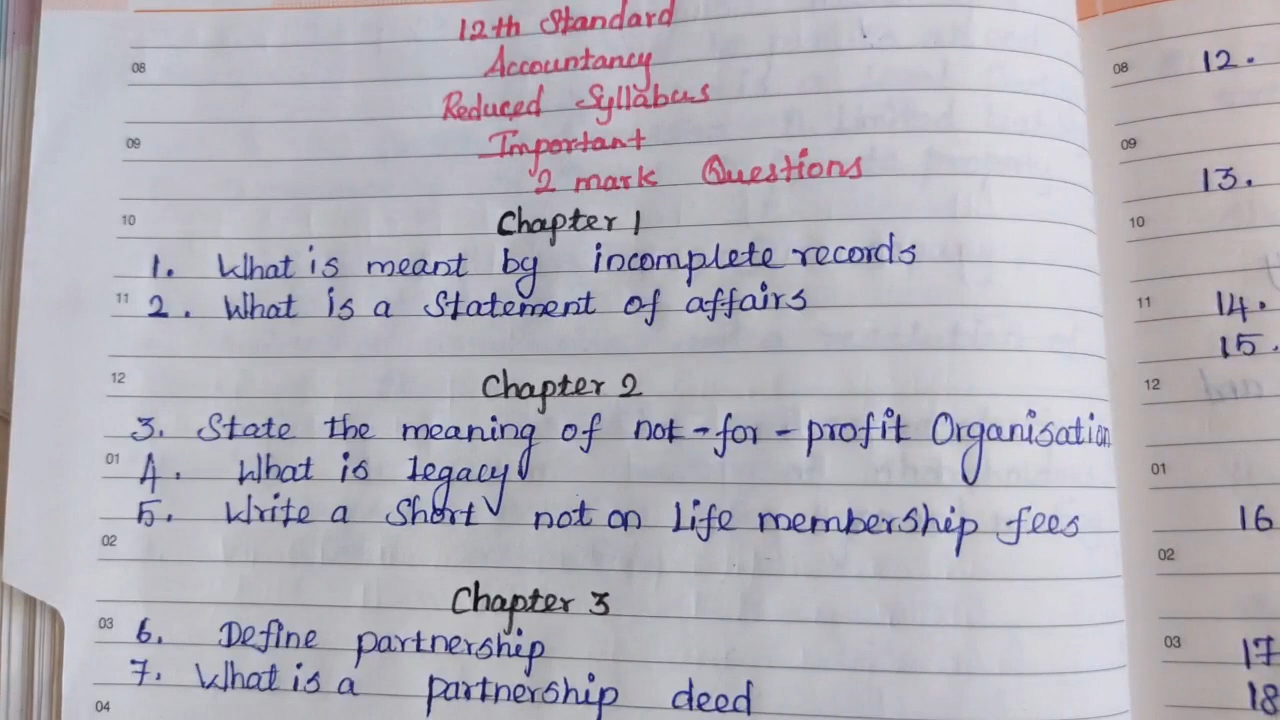 12th Standard
Accountancy
08
Reduced Syllabus
09
Important
2 mark Questions
10
Chapter 1
1. What is meant by incomplete records
11
2. What is a Statement of affairs
12
Chapter 2
3. State the meaning of not-for-profit Organisation
01
4. What is legacy
5. Write a Short not on Life membership fees
02
Chapter 3
03
6. Define partnership
7. What is a partnership deed
04
08
12.
09
13.
10
11
14.
15.
12
01
16
02
03
17
18